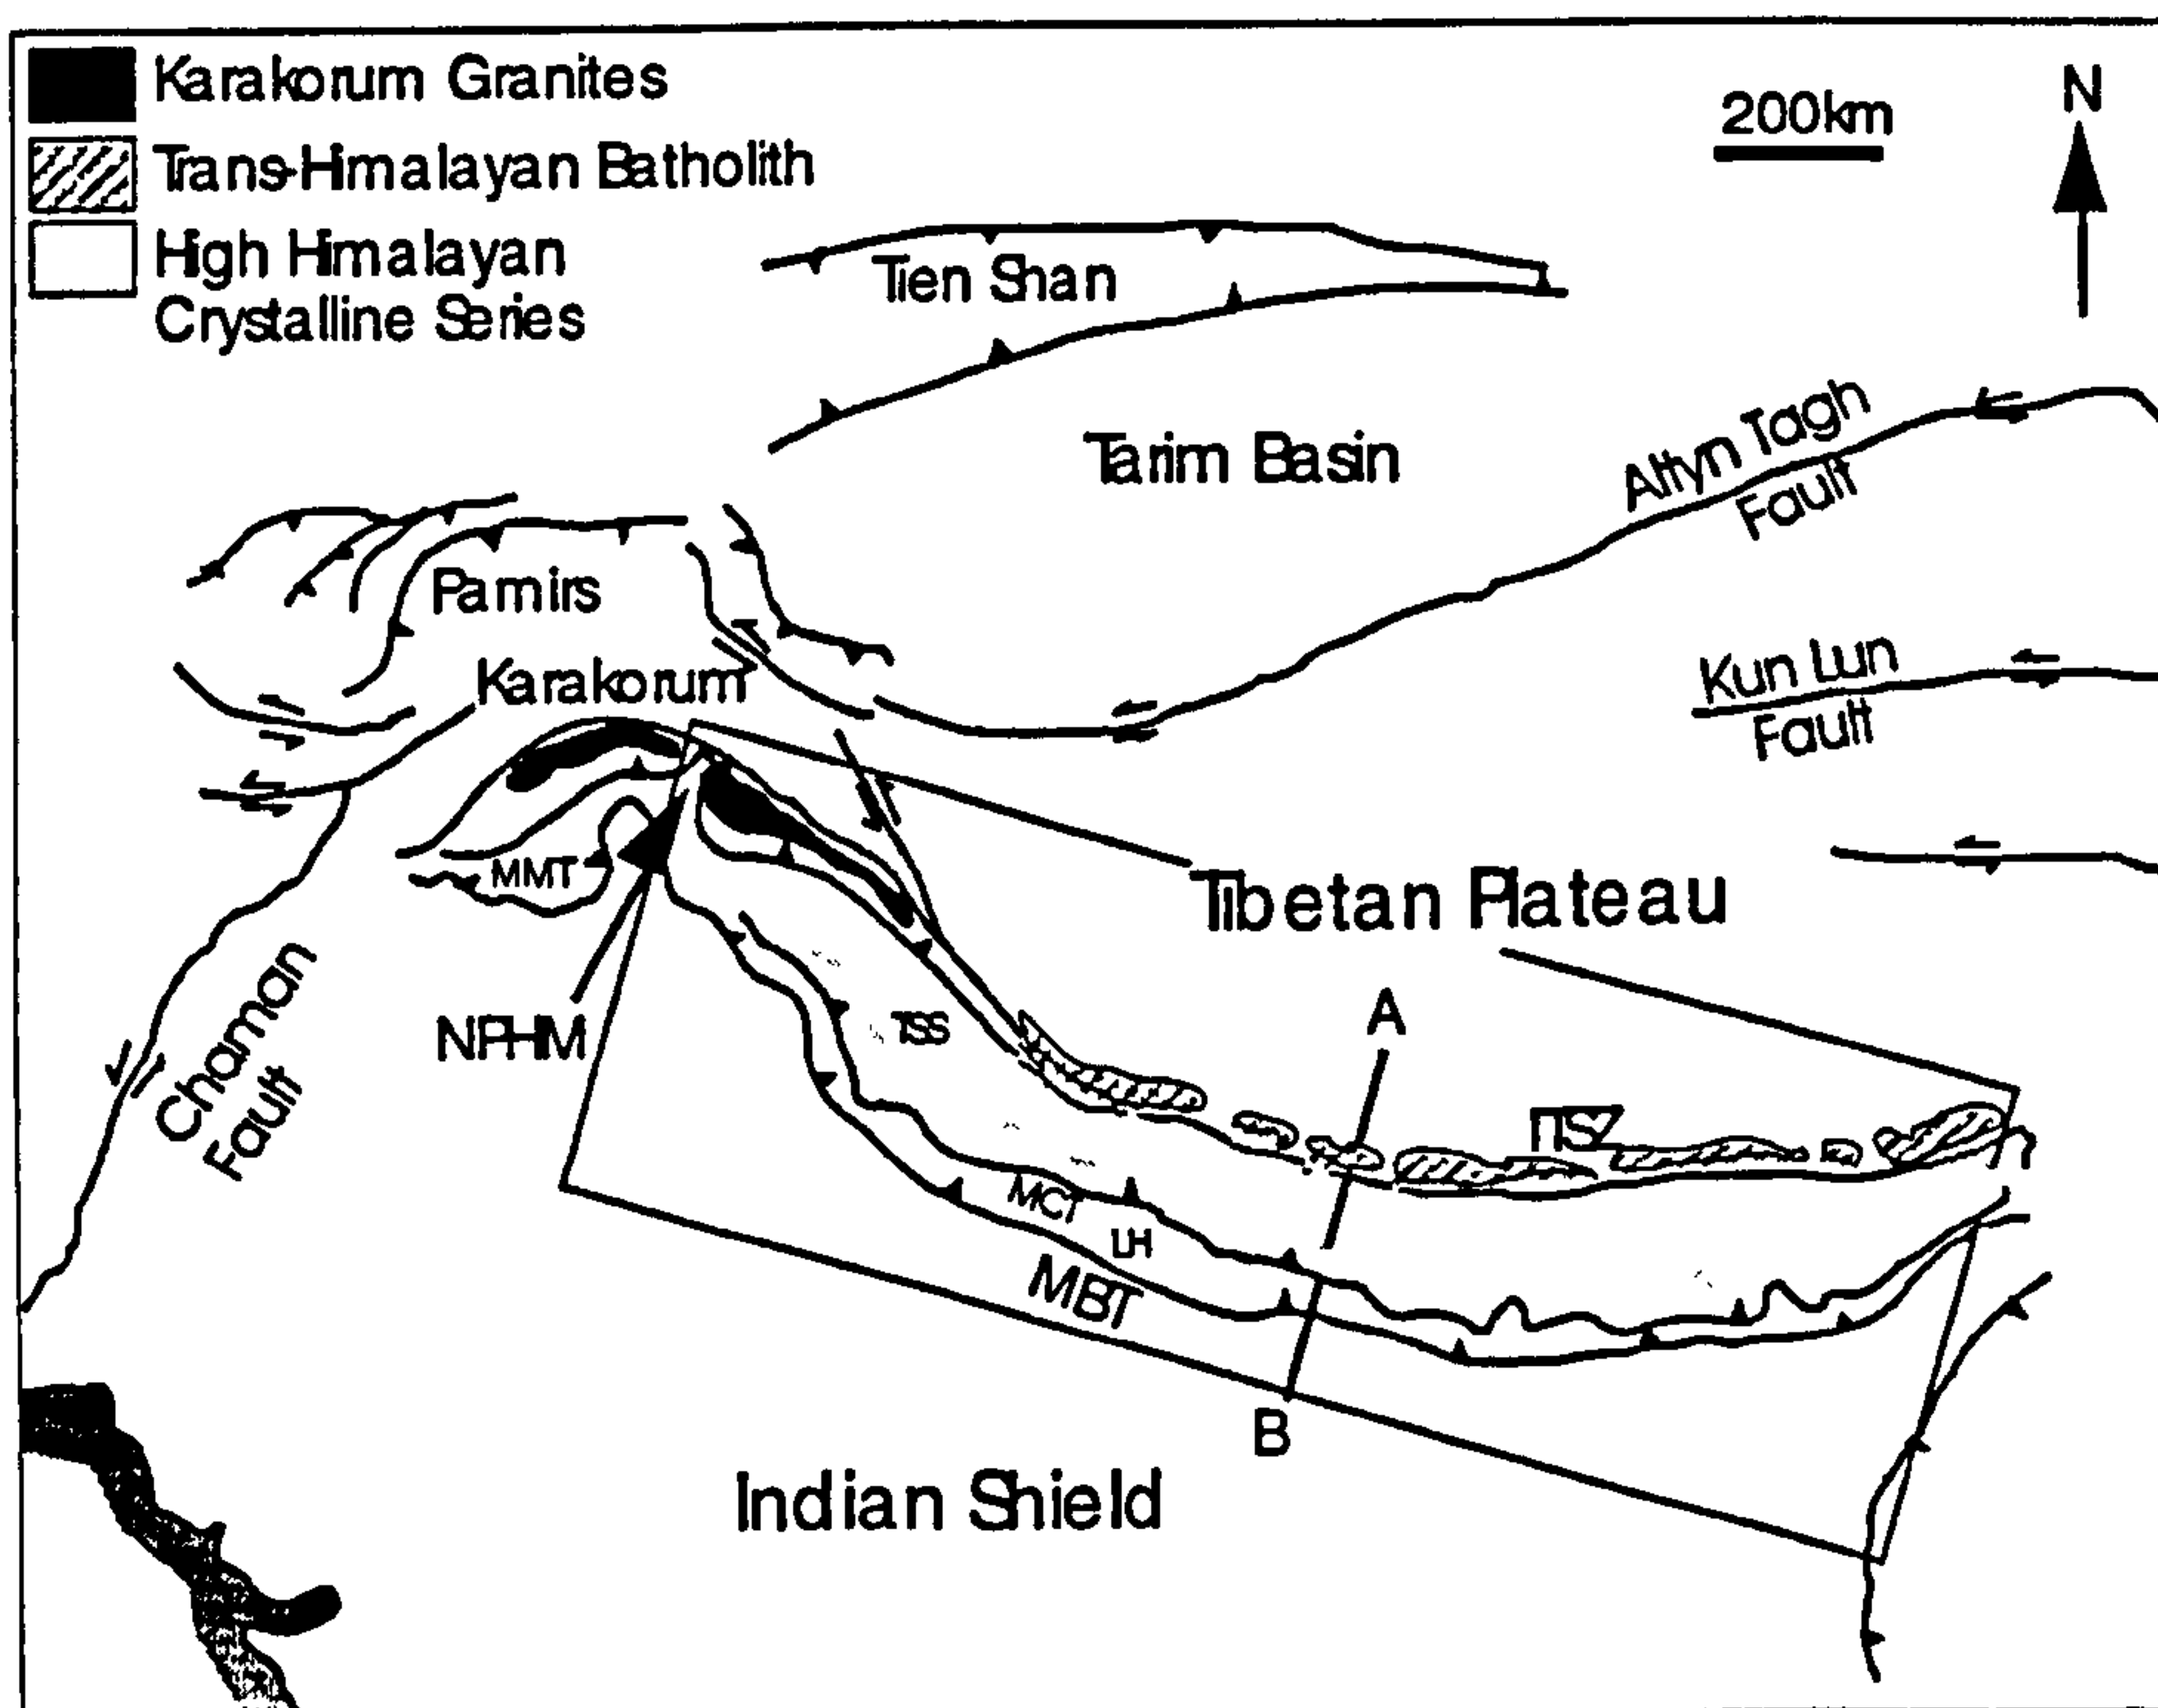 Karakorum Granites
Trans-Himalayan Batholith
High Himalayan
Crystalline Series
200km
N
Tien Shan
Tarim Basin
Altyn Tagh
Fault
Pamirs
Karakorum
Kun Lun
Fault
MMT
Tibetan Plateau
NPHM
TSS
A
Chaman
Fault
ITSZ
MCT
LH
MBT
B
Indian Shield